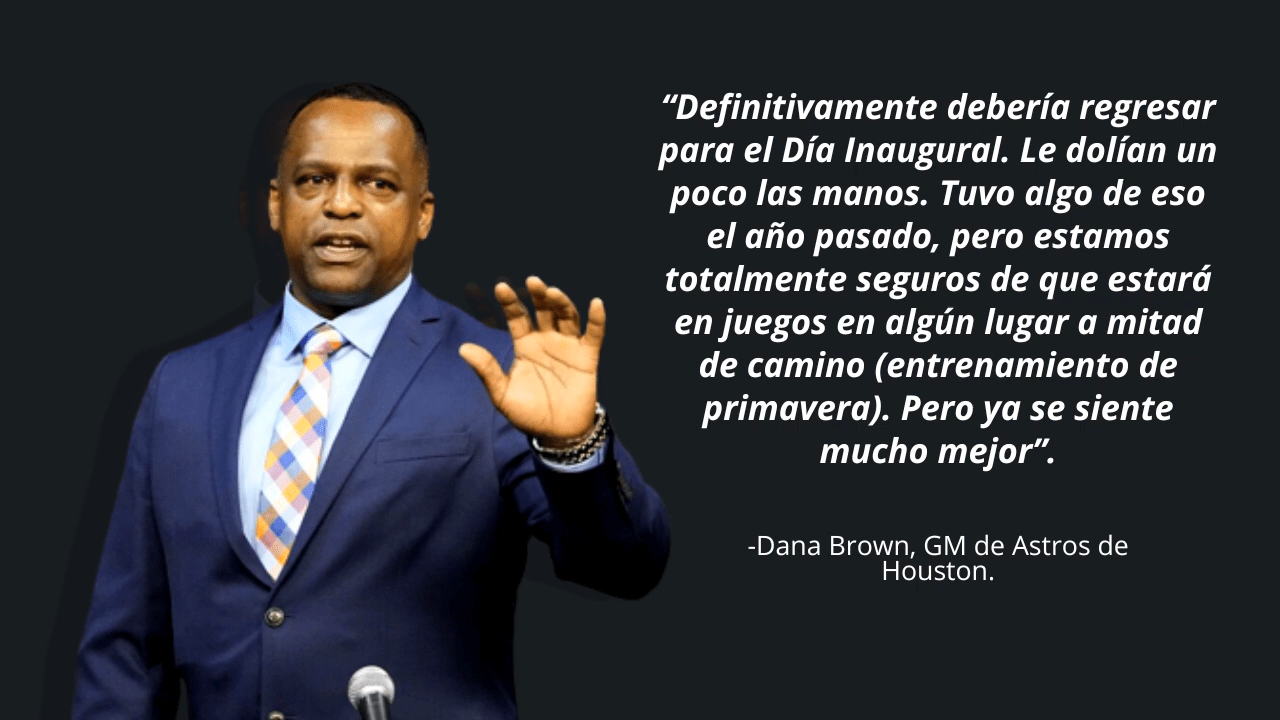 “Definitivamente debería regresar
para el Día Inaugural. Le dolían un
poco las manos. Tuvo algo de eso
el año pasado, pero estamos
totalmente seguros de que estará
en juegos en algún lugar a mitad
de camino (entrenamiento de
primavera). Pero ya se siente
mucho mejor”.
-Dana Brown, GM de Astros de
Houston.